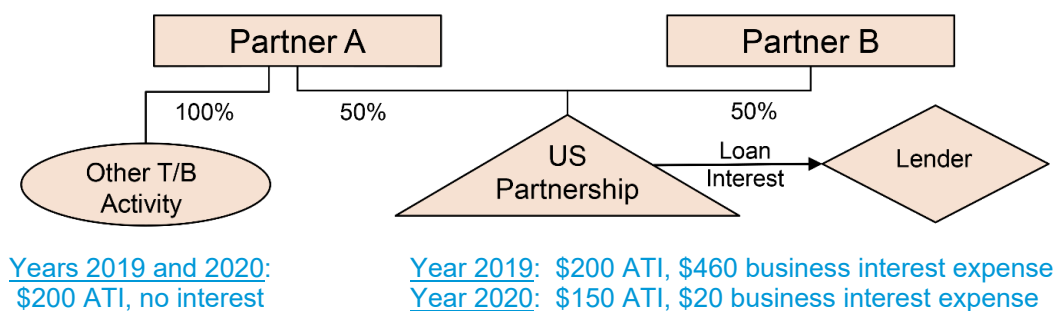 Partner A
Partner B
100%
50%
50%
Other T/B
Activity
US
Partnership
Loan
Interest
Lender
Years 2019 and 2020:
$200 ATI, no interest
Year 2019: $200 ATI, $460 business interest expense
Year 2020: $150 ATI, $20 business interest expense